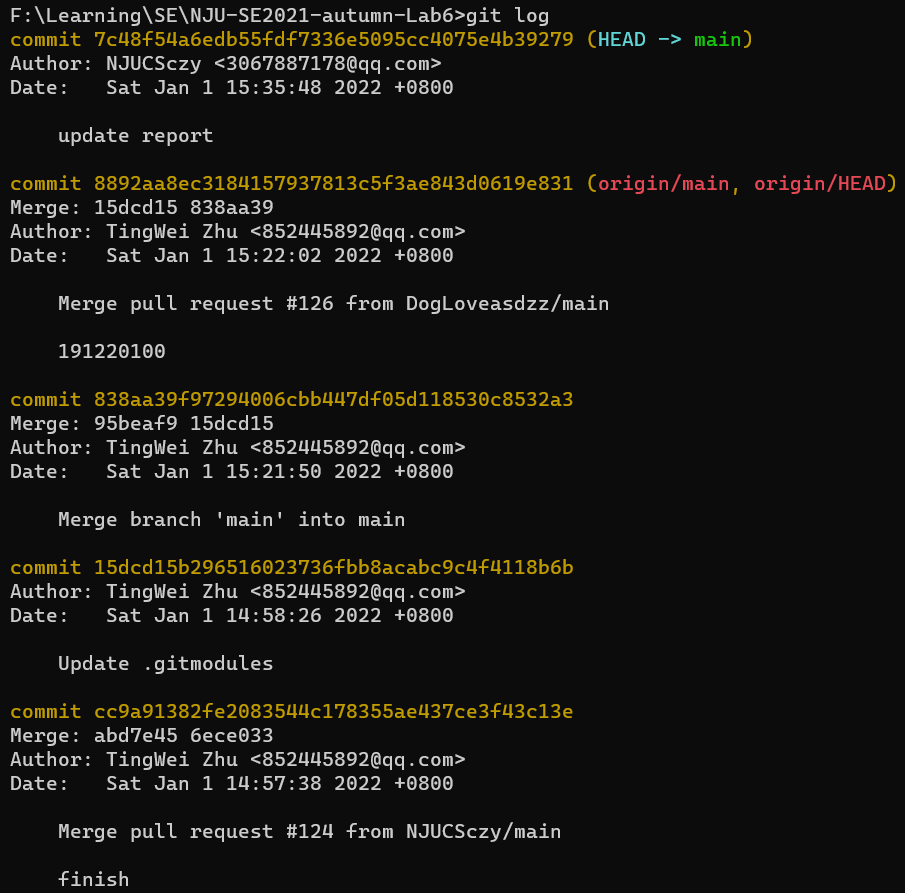 F:\Learning\SE\NJU-SE2021-autumn-Lab6>git log
commit 7c48f54a6edb55fdf7336e5095cc4075e4b39279 (HEAD -> main)
Author: NJUCSczy <3067887178@qq.com>
Date:   Sat Jan 1 15:35:48 2022 +0800
update report
commit 8892aa8ec3184157937813c5f3ae843d0619e831 (origin/main, origin/HEAD)
Merge: 15dcd15 838aa39
Author: TingWei Zhu <852445892@qq.com>
Date:   Sat Jan 1 15:22:02 2022 +0800
Merge pull request #126 from DogLoveasdzz/main
191220100
commit 838aa39f97294006cbb447df05d118530c8532a3
Merge: 95beaf9 15dcd15
Author: TingWei Zhu <852445892@qq.com>
Date:   Sat Jan 1 15:21:50 2022 +0800
Merge branch 'main' into main
commit 15dcd15b296516023736fbb8acabc9c4f4118b6b
Author: TingWei Zhu <852445892@qq.com>
Date:   Sat Jan 1 14:58:26 2022 +0800
Update .gitmodules
commit cc9a91382fe2083544c178355ae437ce3f43c13e
Merge: abd7e45 6ece033
Author: TingWei Zhu <852445892@qq.com>
Date:   Sat Jan 1 14:57:38 2022 +0800
Merge pull request #124 from NJUCSczy/main
finish